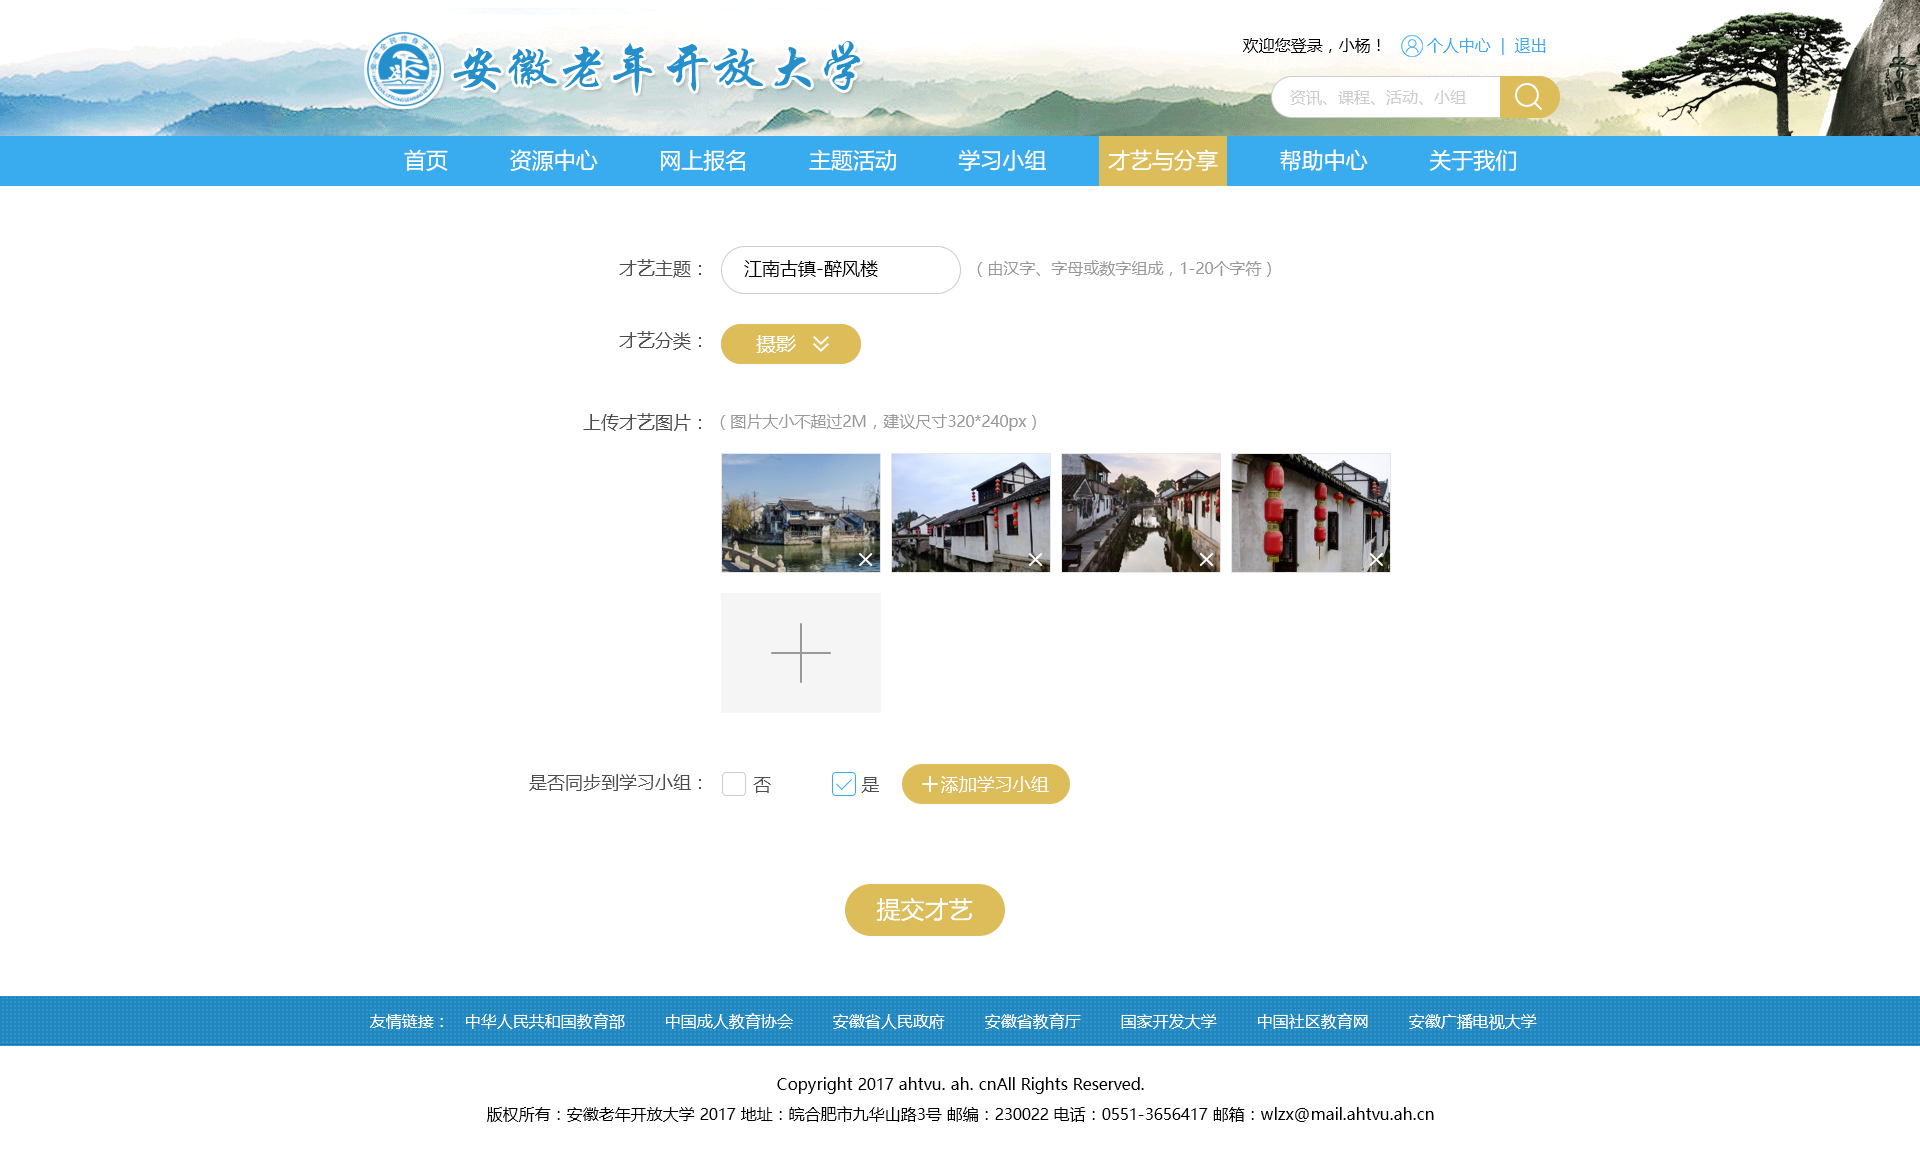 安徽老年开放大学
欢迎您登录，小杨！ 个人中心 | 退出
资讯、课程、活动、小组
首页 资源中心 网上报名 主题活动 学习小组 才艺与分享 帮助中心 关于我们
才艺主题： 江南古镇-醉风楼 （由汉字、字母或数字组成，1-20个字符）
才艺分类： 摄影
上传才艺图片：（图片大小不超过2M，建议尺寸320*240px）
是否同步到学习小组： 否 是 添加学习小组
提交才艺
友情链接： 中华人民共和国教育部 中国成人教育协会 安徽省人民政府 安徽省教育厅 国家开发大学 中国社区教育网 安徽广播电视大学
Copyright 2017 ahtvu. ah. cnAll Rights Reserved.
版权所有：安徽老年开放大学 2017 地址：皖合肥市九华山路3号 邮编：230022 电话：0551-3656417 邮箱：wlzx@mail.ahtvu.ah.cn